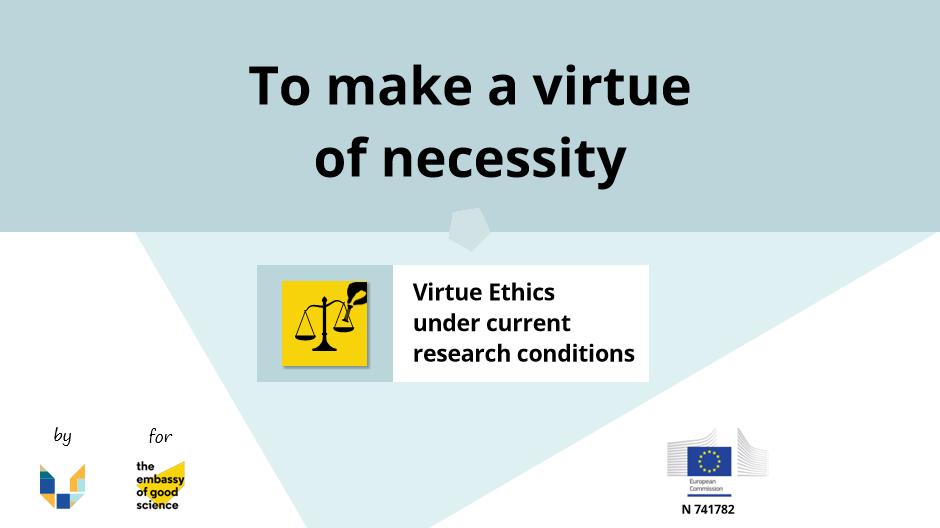 To make a virtue
of necessity
Virtue Ethics
under current
research conditions
by
for
the
embassy
of good
science
European
Commission
N 741782